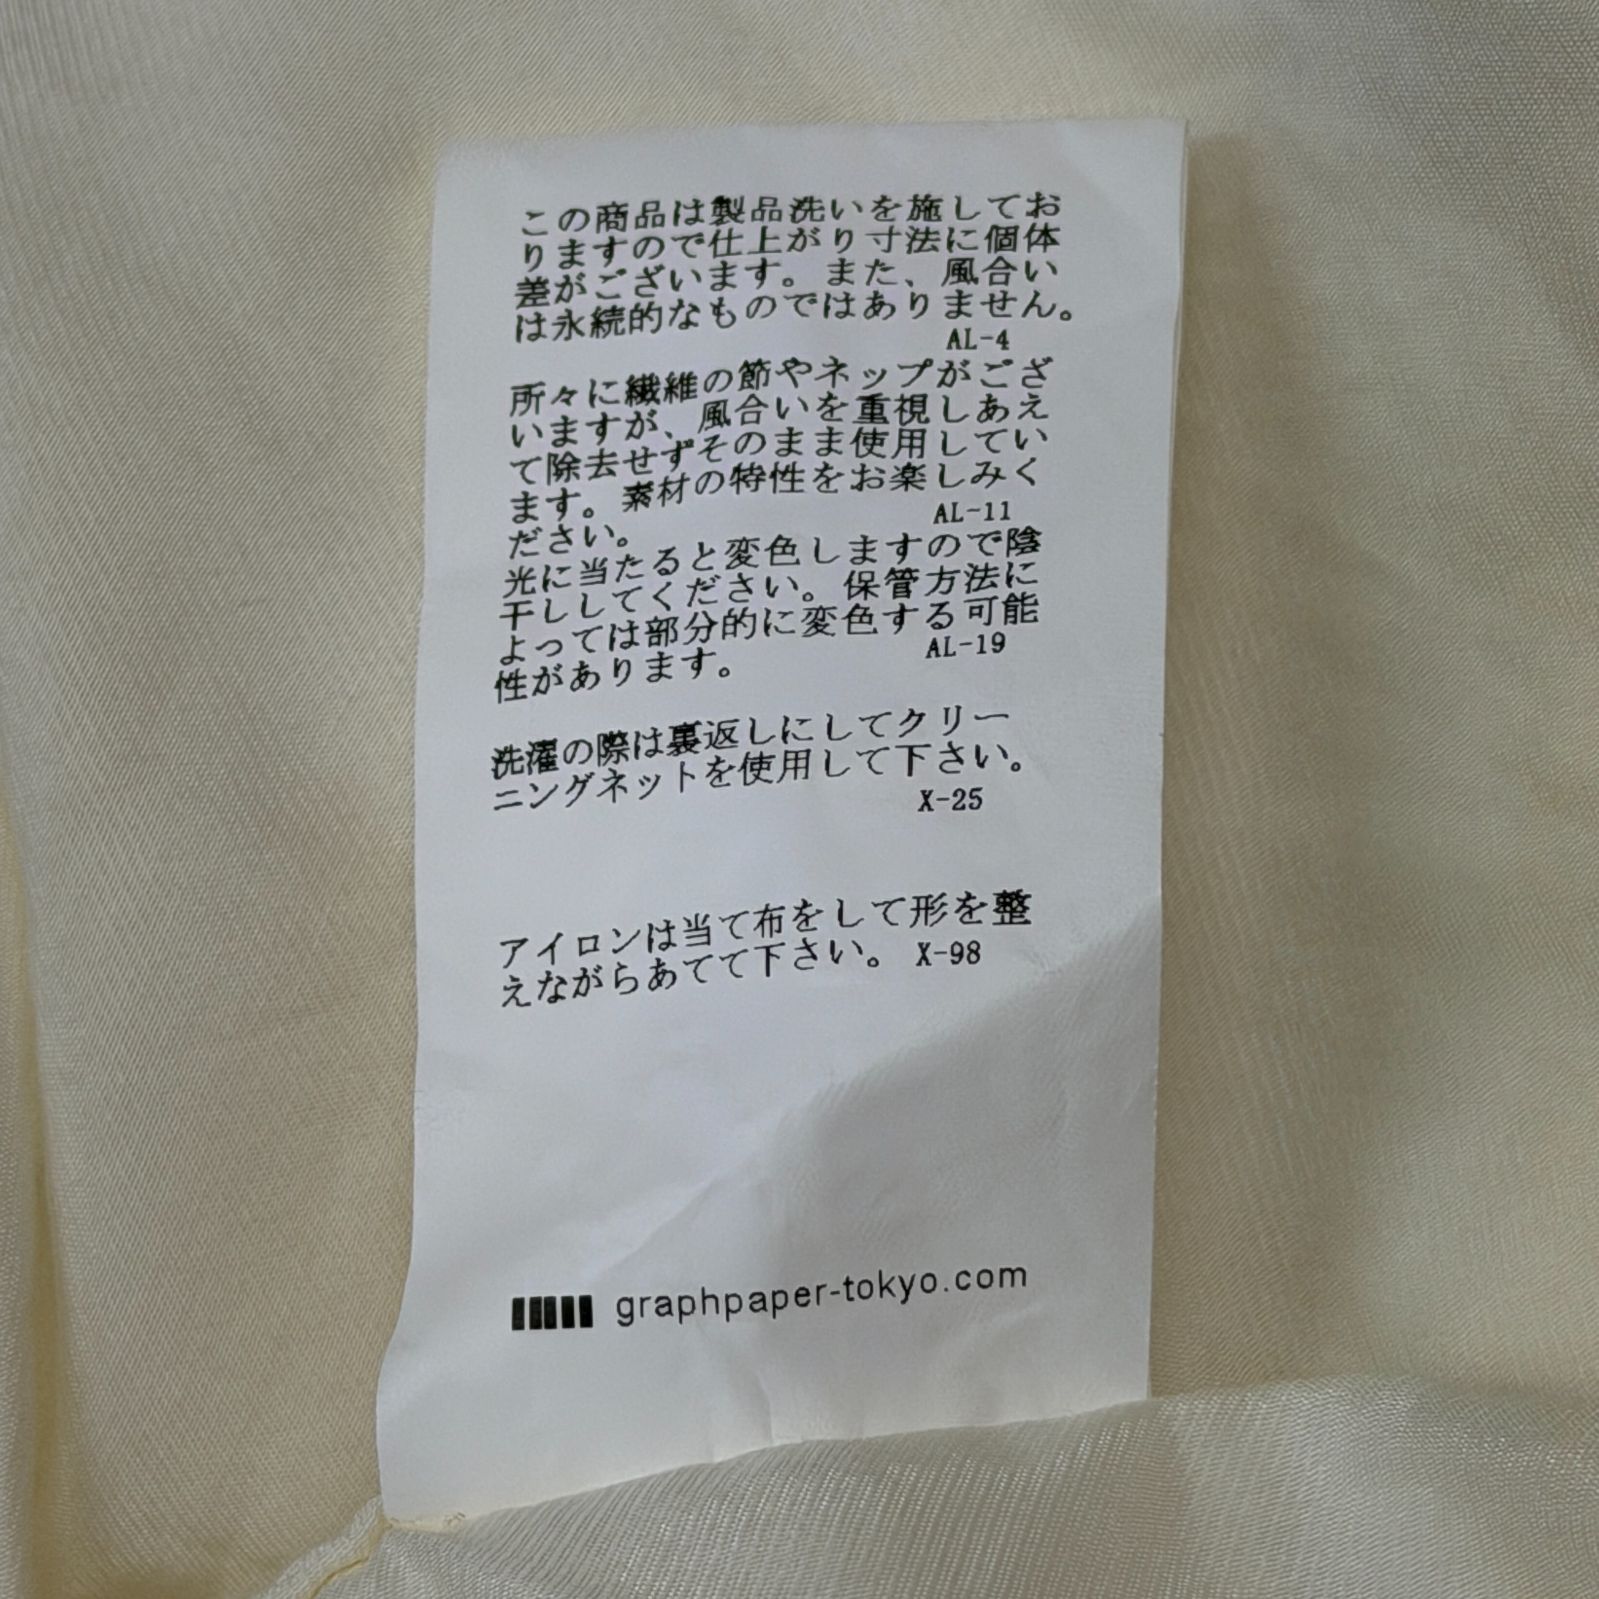 この商品は製品洗いを施してお
りますので仕上がり寸法に個体
差がございます。また、風合い
は永続的なものではありません。
AL-4
所々に繊維の節やネップがござ
いますが、風合いを重視しあえ
て除去せずそのまま使用してい
ます。素材の特性をお楽しみく
ださい。
AL-11
光に当たると変色しますので陰
干ししてください。保管方法に
よっては部分的に変色する可能
性があります。
AL-19
洗濯の際は裏返しにしてクリー
ニングネットを使用して下さい。
X-25
アイロンは当て布をして形を整
えながらあてて下さい。 X-98
graphpaper-tokyo.com